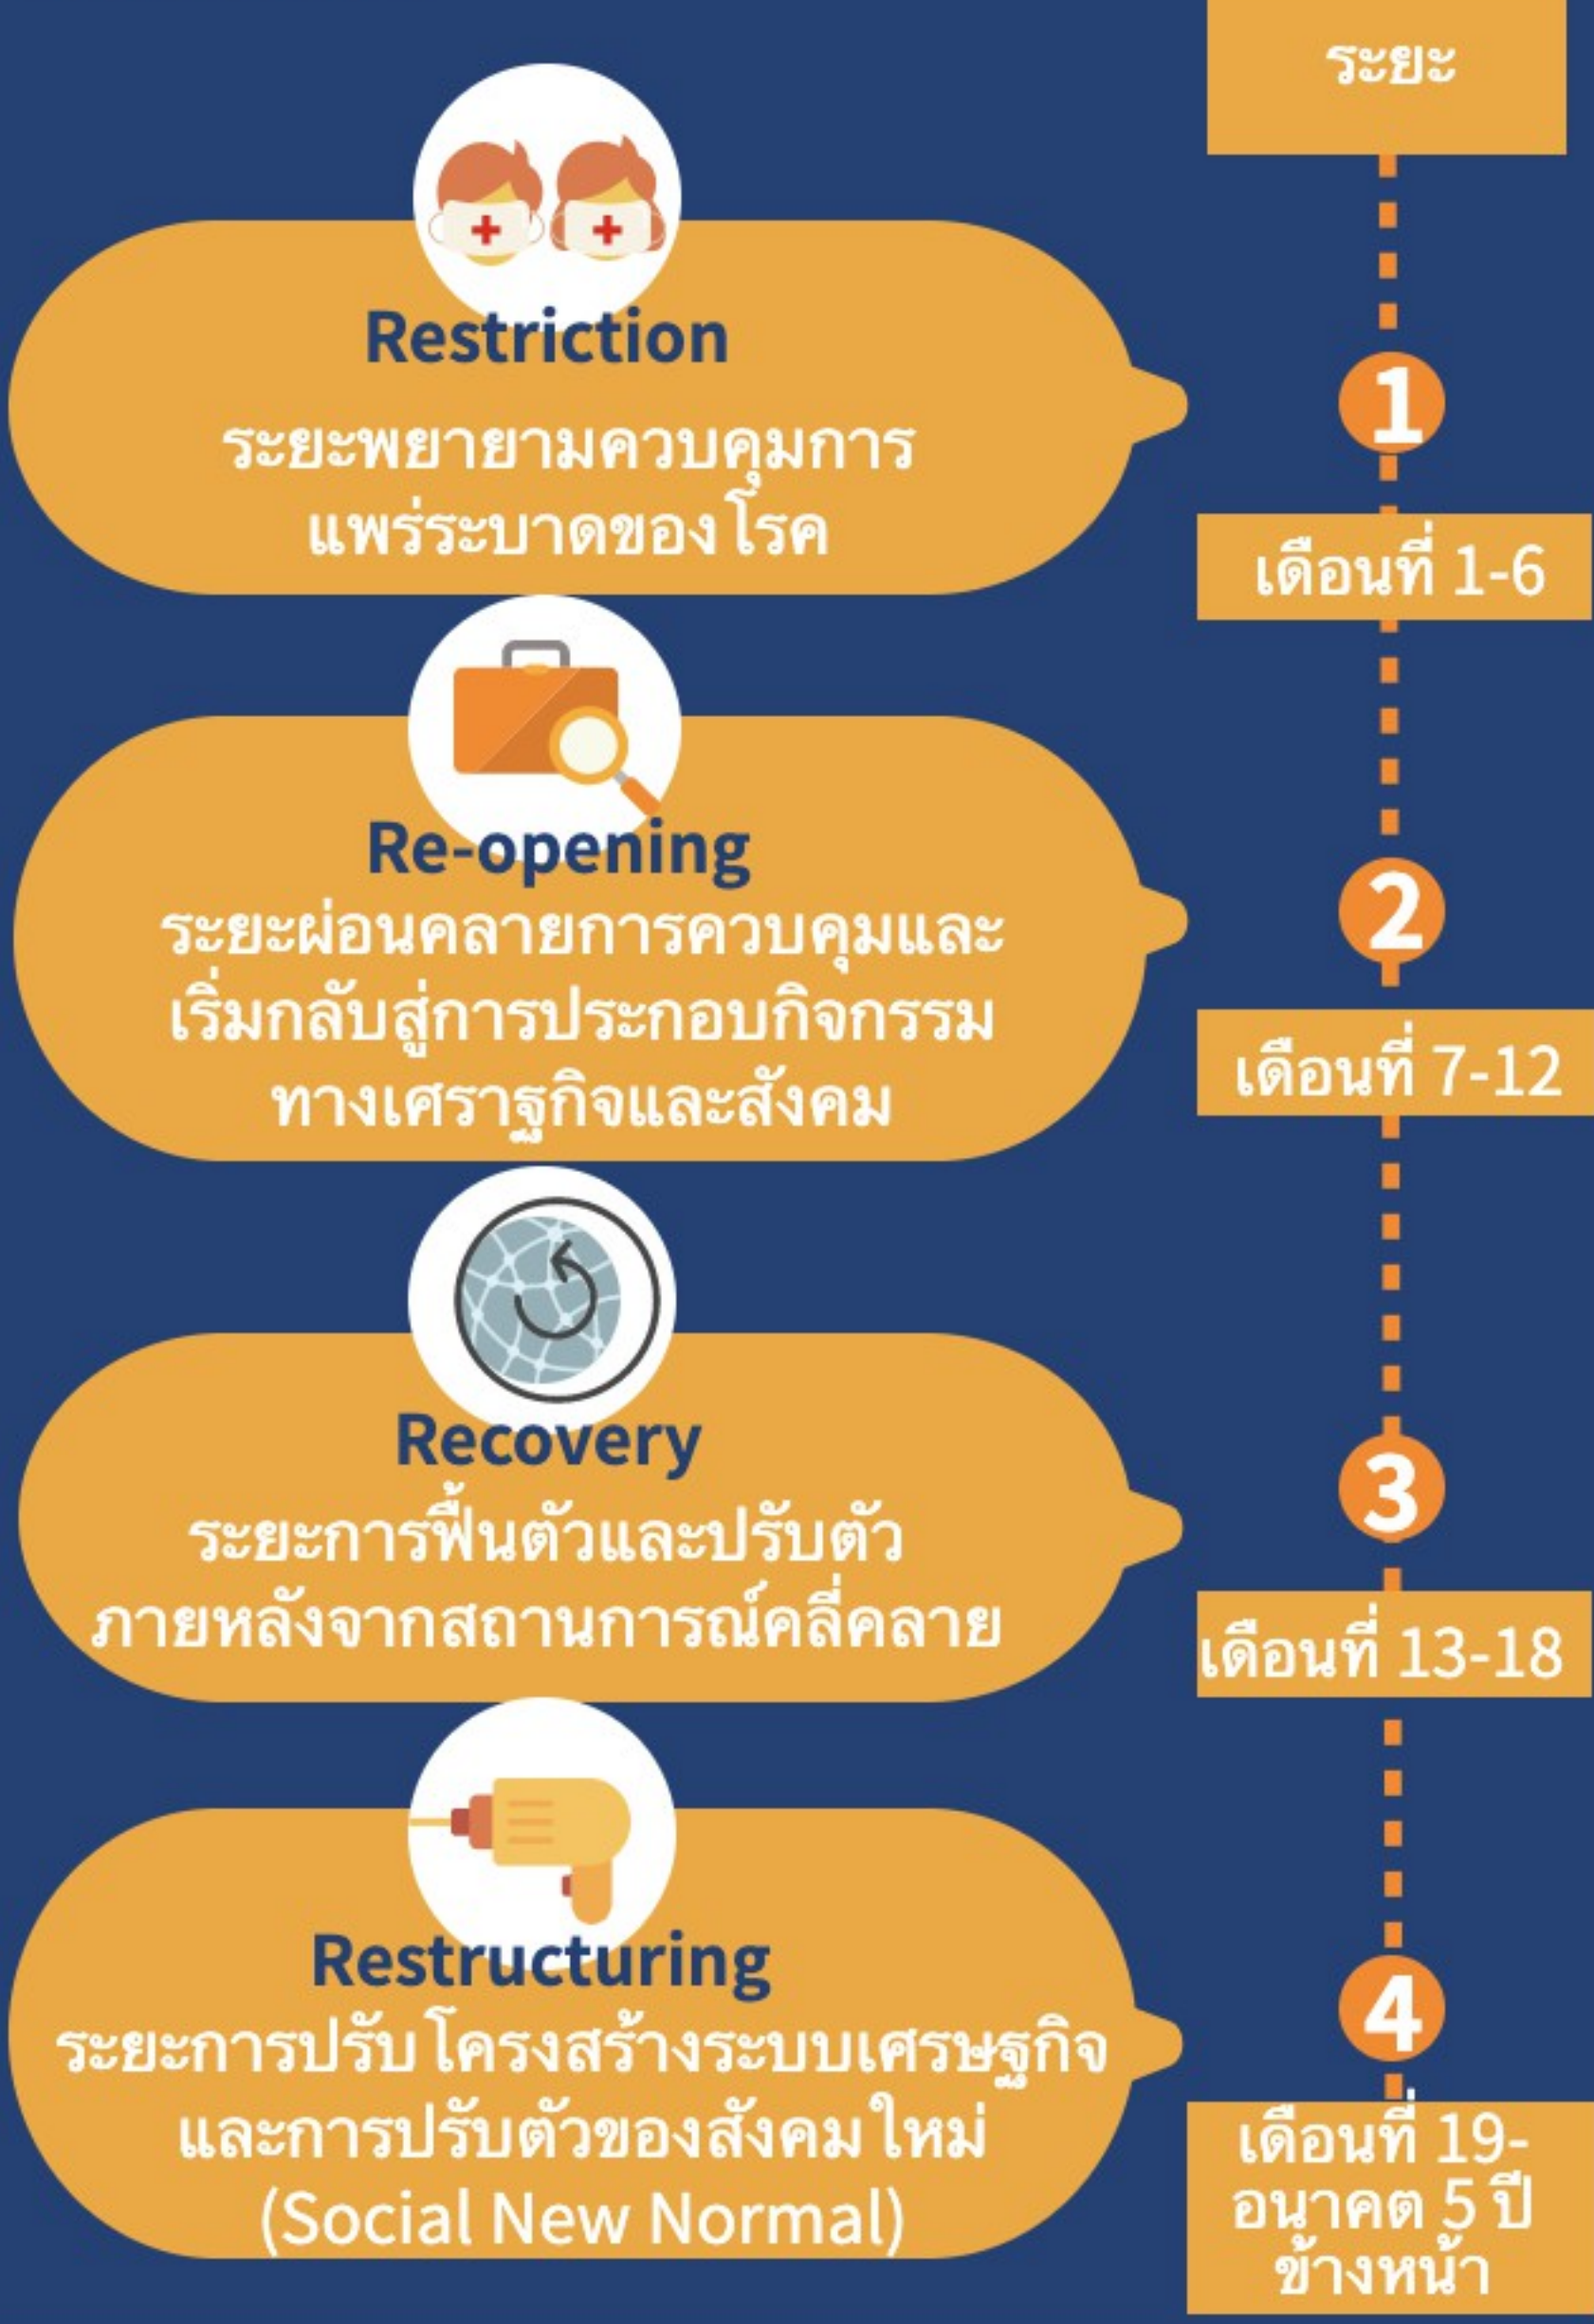 ระยะ
Restriction
ระยะพยายามควบคุมการ
แพร่ระบาดของโรค
1
เดือนที่ 1-6
Re-opening
ระยะผ่อนคลายการควบคุมและ
เริ่มกลับสู่การประกอบกิจกรรม
ทางเศราฐกิจและสังคม
2
เดือนที่ 7-12
Recovery
ระยะการฟื้นตัวและปรับตัว
ภายหลังจากสถานการณ์คลี่คลาย
3
เดือนที่ 13-18
Restructuring
ระยะการปรับโครงสร้างระบบเศรษฐกิจ
และการปรับตัวของสังคมใหม่
(Social New Normal)
4
เดือนที่ 19-
อนาคต 5 ปี
ข้างหน้า